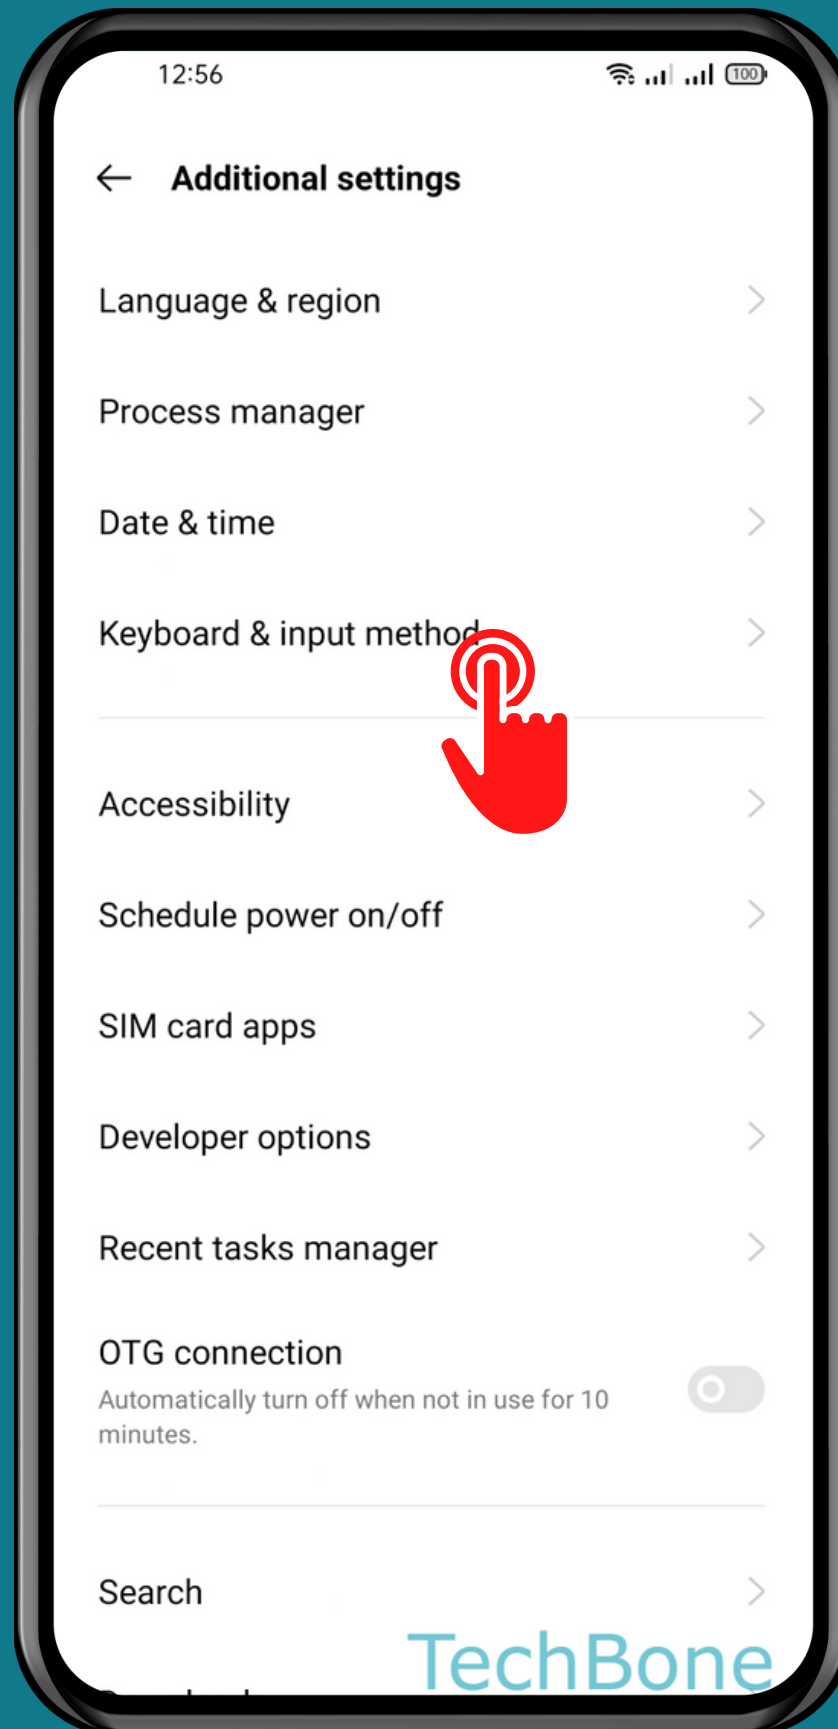 12:56
100
Additional settings
Language & region
Process manager
Date & time
Keyboard & input method
Accessibility
Schedule power on/off
SIM card apps
Developer options
Recent tasks manager
OTG connection
Automatically turn off when not in use for 10
minutes.
Search
TechBone